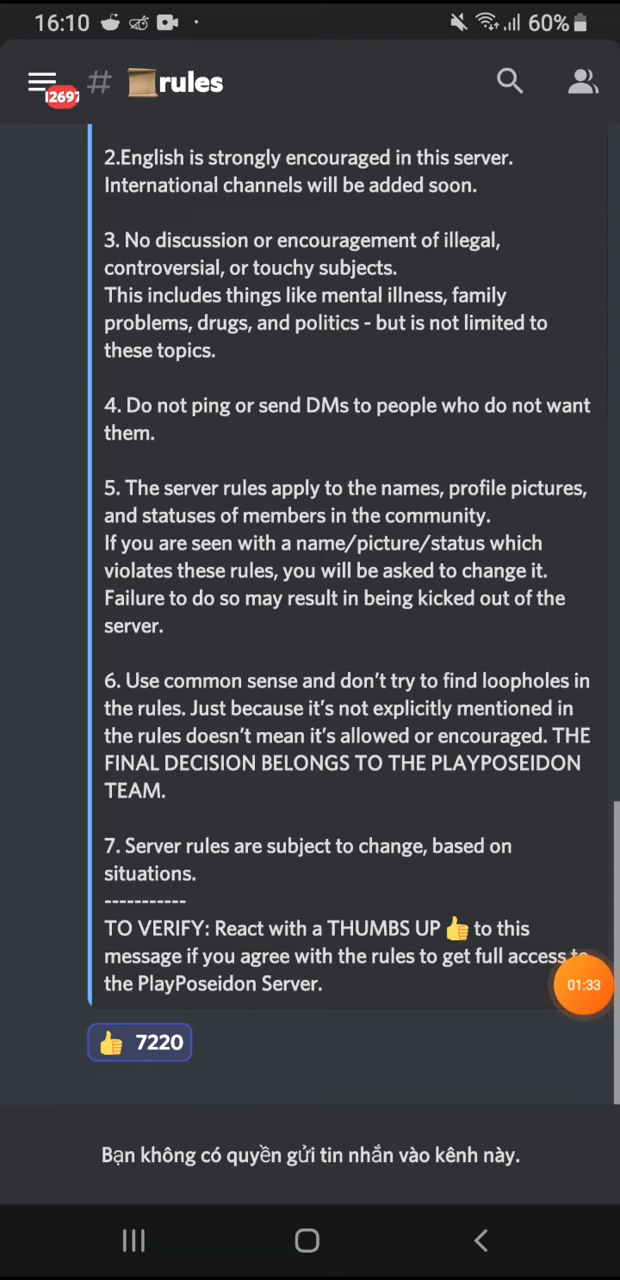 16:10
60%
# rules
2.English is strongly encouraged in this server.
International channels will be added soon.
3. No discussion or encouragement of illegal,
controversial, or touchy subjects.
This includes things like mental illness, family
problems, drugs, and politics - but is not limited to
these topics.
4. Do not ping or send DMs to people who do not want
them.
5. The server rules apply to the names, profile pictures,
and statuses of members in the community.
If you are seen with a name/picture/status which
violates these rules, you will be asked to change it.
Failure to do so may result in being kicked out of the
server.
6. Use common sense and don't try to find loopholes in
the rules. Just because it's not explicitly mentioned in
the rules doesn't mean it's allowed or encouraged. THE
FINAL DECISION BELONGS TO THE PLAYPOSEIDON
TEAM.
7. Server rules are subject to change, based on
situations.
-----------
TO VERIFY: React with a THUMBS UP 👍 to this
message if you agree with the rules to get full access to
the PlayPoseidon Server.
01:33
👍 7220
Bạn không có quyền gửi tin nhắn vào kênh này.